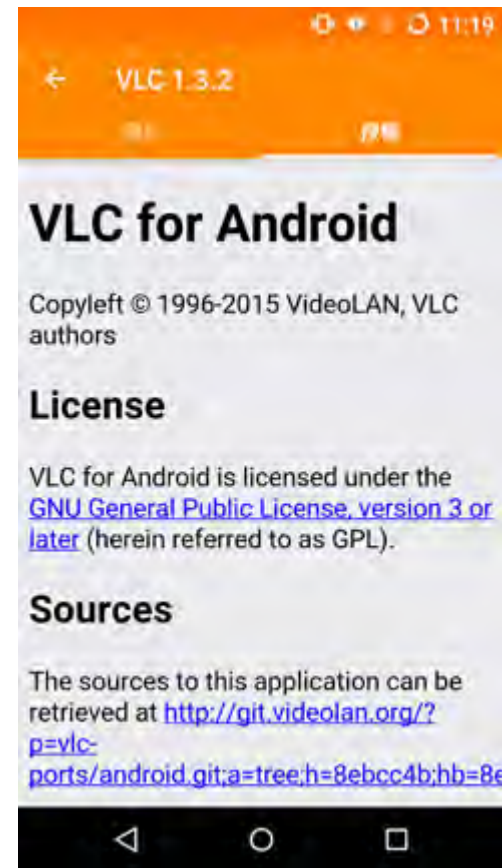 11:19
VLC 1.3.2
授權
VLC for Android
Copyleft © 1996-2015 VideoLAN, VLC
authors
License
VLC for Android is licensed under the
GNU General Public License, version 3 or
later (herein referred to as GPL).
Sources
The sources to this application can be
retrieved at http://git.videolan.org/?
p=vlc-
ports/android.git;a=tree;h=8ebcc4b;hb=8e